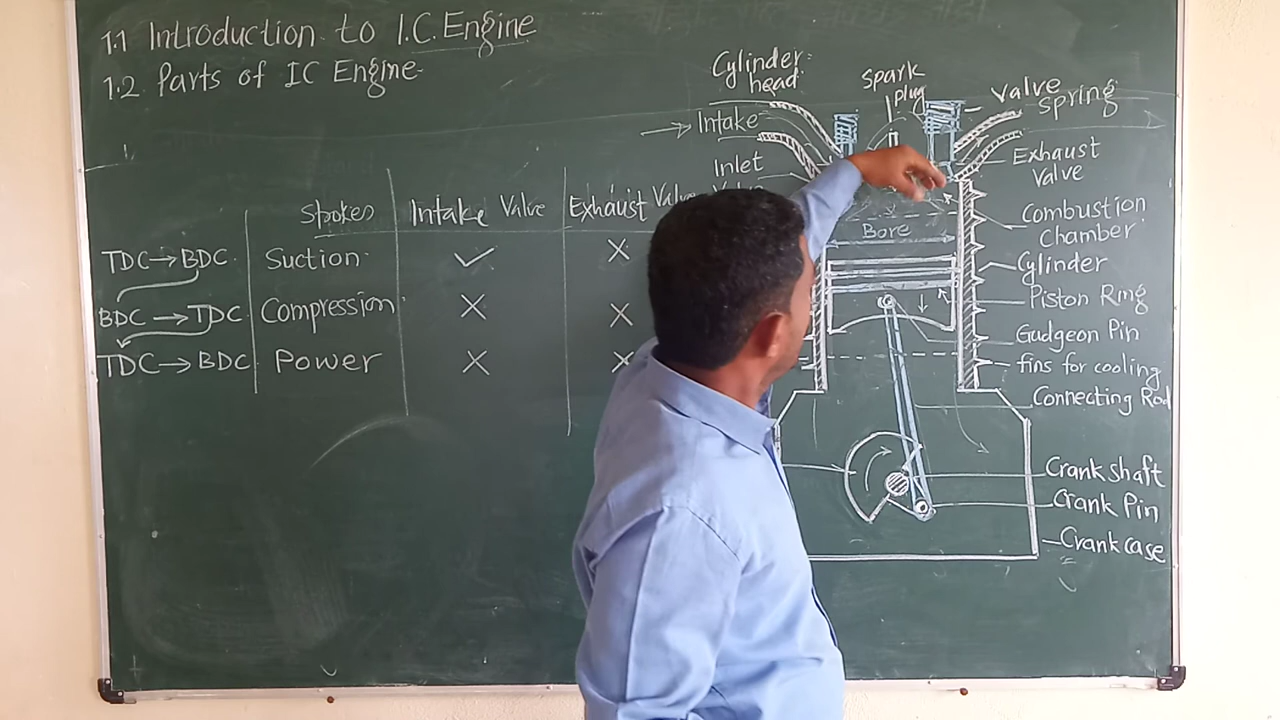 1.1 Introduction to I.C. Engine
1.2 Parts of IC Engine
Strokes Intake Valve Exhaust Valve
TDC→BDC Suction ✓ X
BDC→TDC Compression X X
TDC→BDC Power X X
Cylinder
head
Spark
plug
Valve
Spring
Intake
Inlet
Exhaust
Valve
Combustion
Chamber
Bore
Cylinder
Piston Ring
Gudgeon Pin
fins for cooling
Connecting Rod
Crank shaft
Crank Pin
Crank case